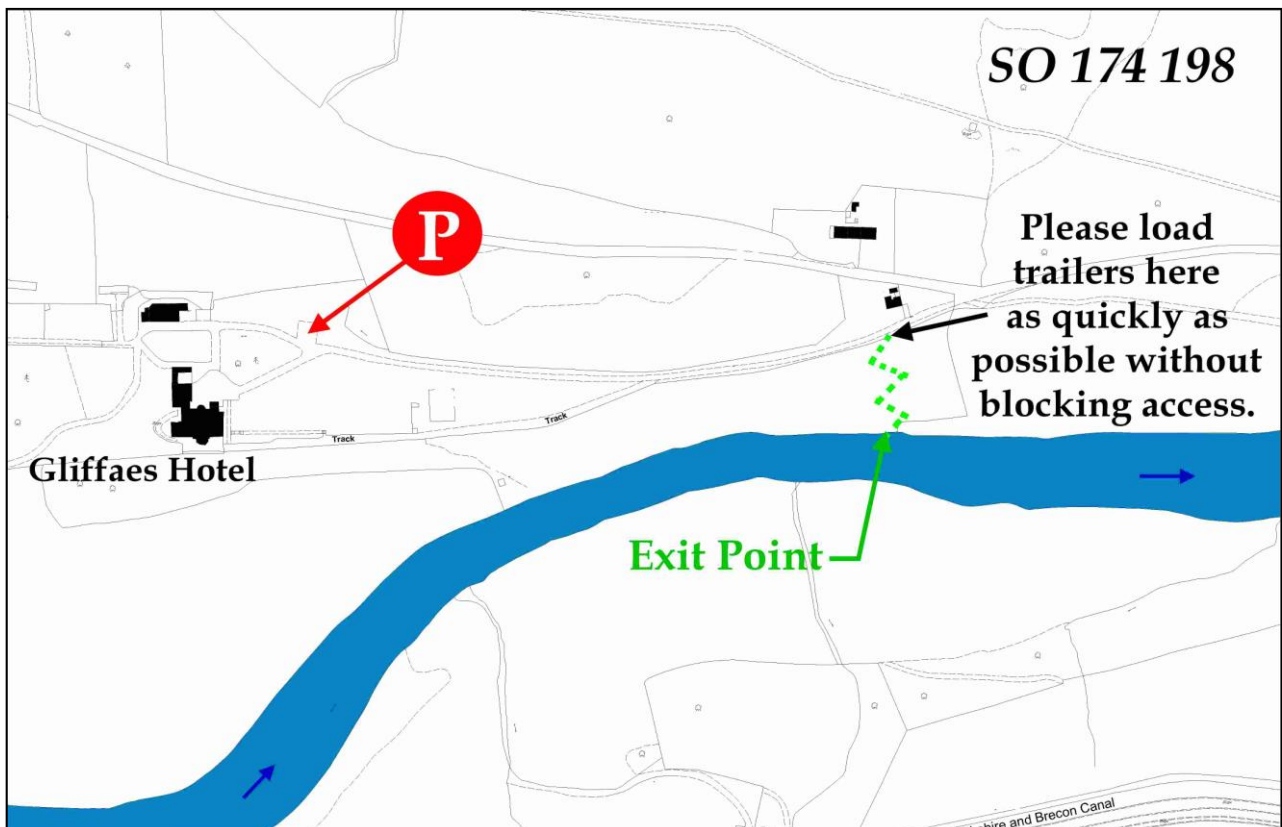 SO 174 198
P
Please load
trailers here
as quickly as
possible without
blocking access.
Track
Track
Gliffaes Hotel
Exit Point
shire and Brecon Canal